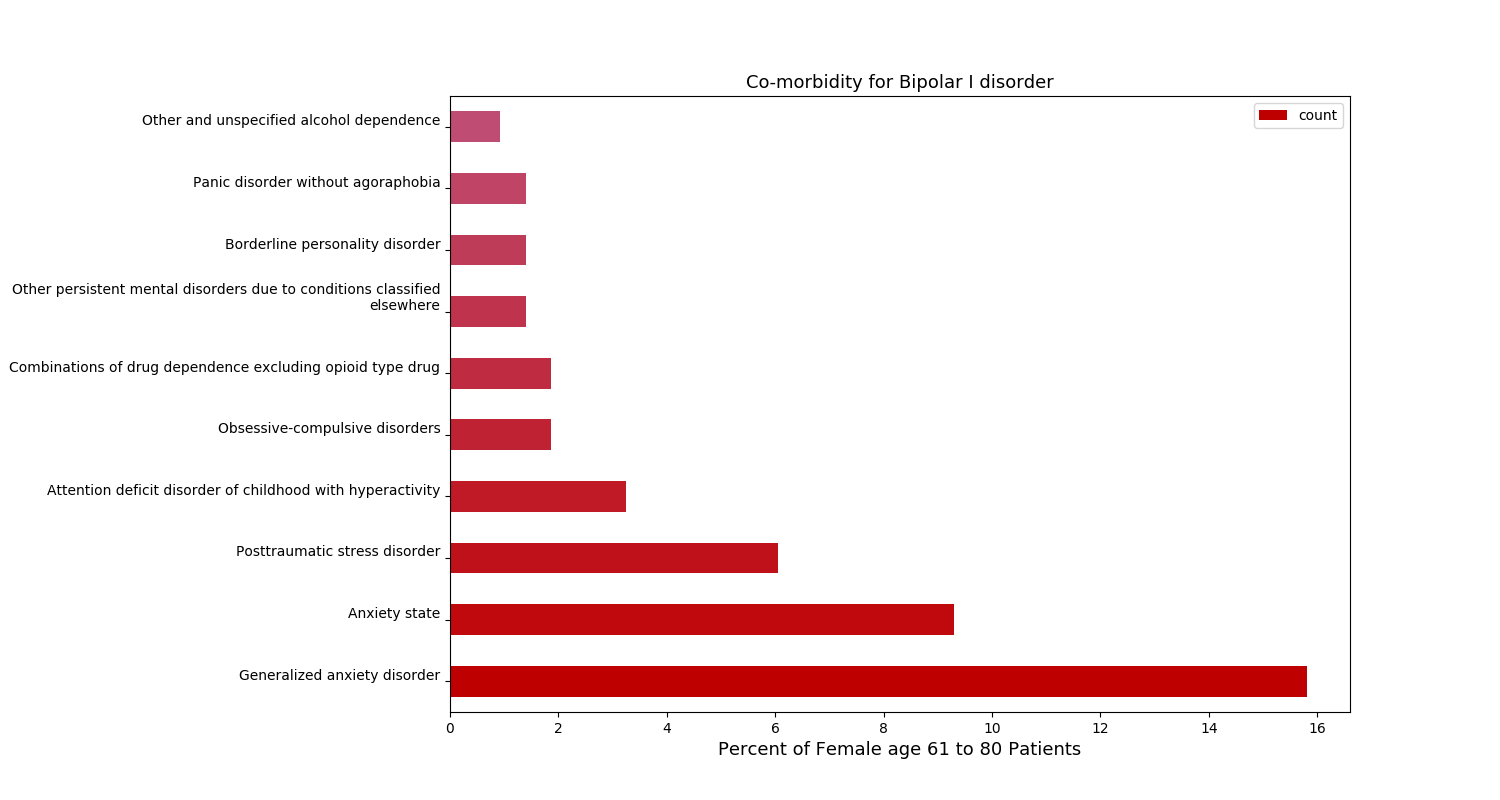 Co-morbidity for Bipolar I disorder
count
Other and unspecified alcohol dependence
Panic disorder without agoraphobia
Borderline personality disorder
Other persistent mental disorders due to conditions classified
elsewhere
Combinations of drug dependence excluding opioid type drug
Obsessive-compulsive disorders
Attention deficit disorder of childhood with hyperactivity
Posttraumatic stress disorder
Anxiety state
Generalized anxiety disorder
0 2 4 6 8 10 12 14 16
Percent of Female age 61 to 80 Patients